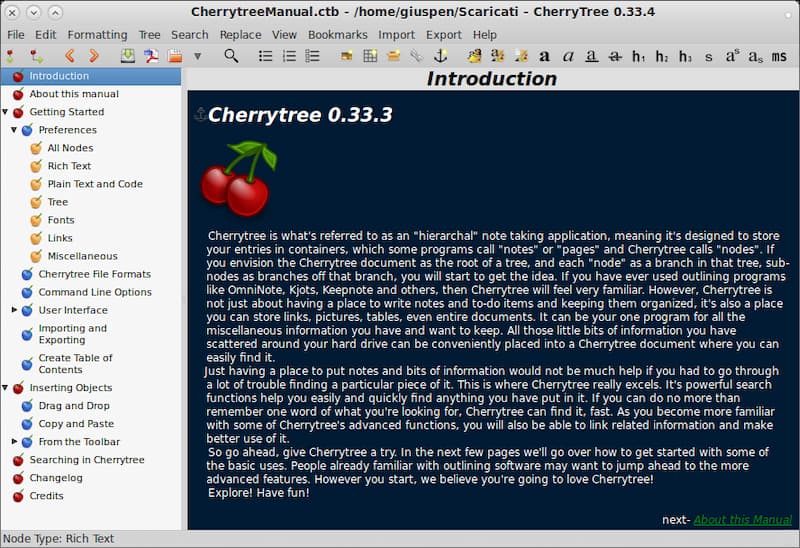 CherrytreeManual.ctb - /home/giuspen/Scaricati - CherryTree 0.33.4
File Edit Formatting Tree Search Replace View Bookmarks Import Export Help
a a a a h1 h2 h3 s as as ms
Introduction
About this manual
Getting Started
Preferences
All Nodes
Rich Text
Plain Text and Code
Tree
Fonts
Links
Miscellaneous
Cherrytree File Formats
Command Line Options
User Interface
Importing and
Exporting
Create Table of
Contents
Inserting Objects
Drag and Drop
Copy and Paste
From the Toolbar
Searching in Cherrytree
Changelog
Credits
Introduction
Cherrytree 0.33.3
Cherrytree is what's referred to as an "hierarchal" note taking application, meaning it's designed to store
your entries in containers, which some programs call "notes" or "pages" and Cherrytree calls "nodes". If
you envision the Cherrytree document as the root of a tree, and each "node" as a branch in that tree, sub-
nodes as branches off that branch, you will start to get the idea. If you have ever used outlining programs
like OmniNote, Kjots, Keepnote and others, then Cherrytree will feel very familiar. However, Cherrytree is
not just about having a place to write notes and to-do items and keeping them organized, it's also a place
you can store links, pictures, tables, even entire documents. It can be your one program for all the
miscellaneous information you have and want to keep. All those little bits of information you have
scattered around your hard drive can be conveniently placed into a Cherrytree document where you can
easily find it.
Just having a place to put notes and bits of information would not be much help if you had to go through
a lot of trouble finding a particular piece of it. This is where Cherrytree really excels. It's powerful search
functions help you easily and quickly find anything you have put in it. If you can do no more than
remember one word of what you're looking for, Cherrytree can find it, fast. As you become more familiar
with some of Cherrytree's advanced functions, you will also be able to link related information and make
better use of it.
So go ahead, give Cherrytree a try. In the next few pages we'll go over how to get started with some of
the basic uses. People already familiar with outlining software may want to jump ahead to the more
advanced features. However you start, we believe you're going to love Cherrytree!
Explore! Have fun!
next- About this Manual
Node Type: Rich Text